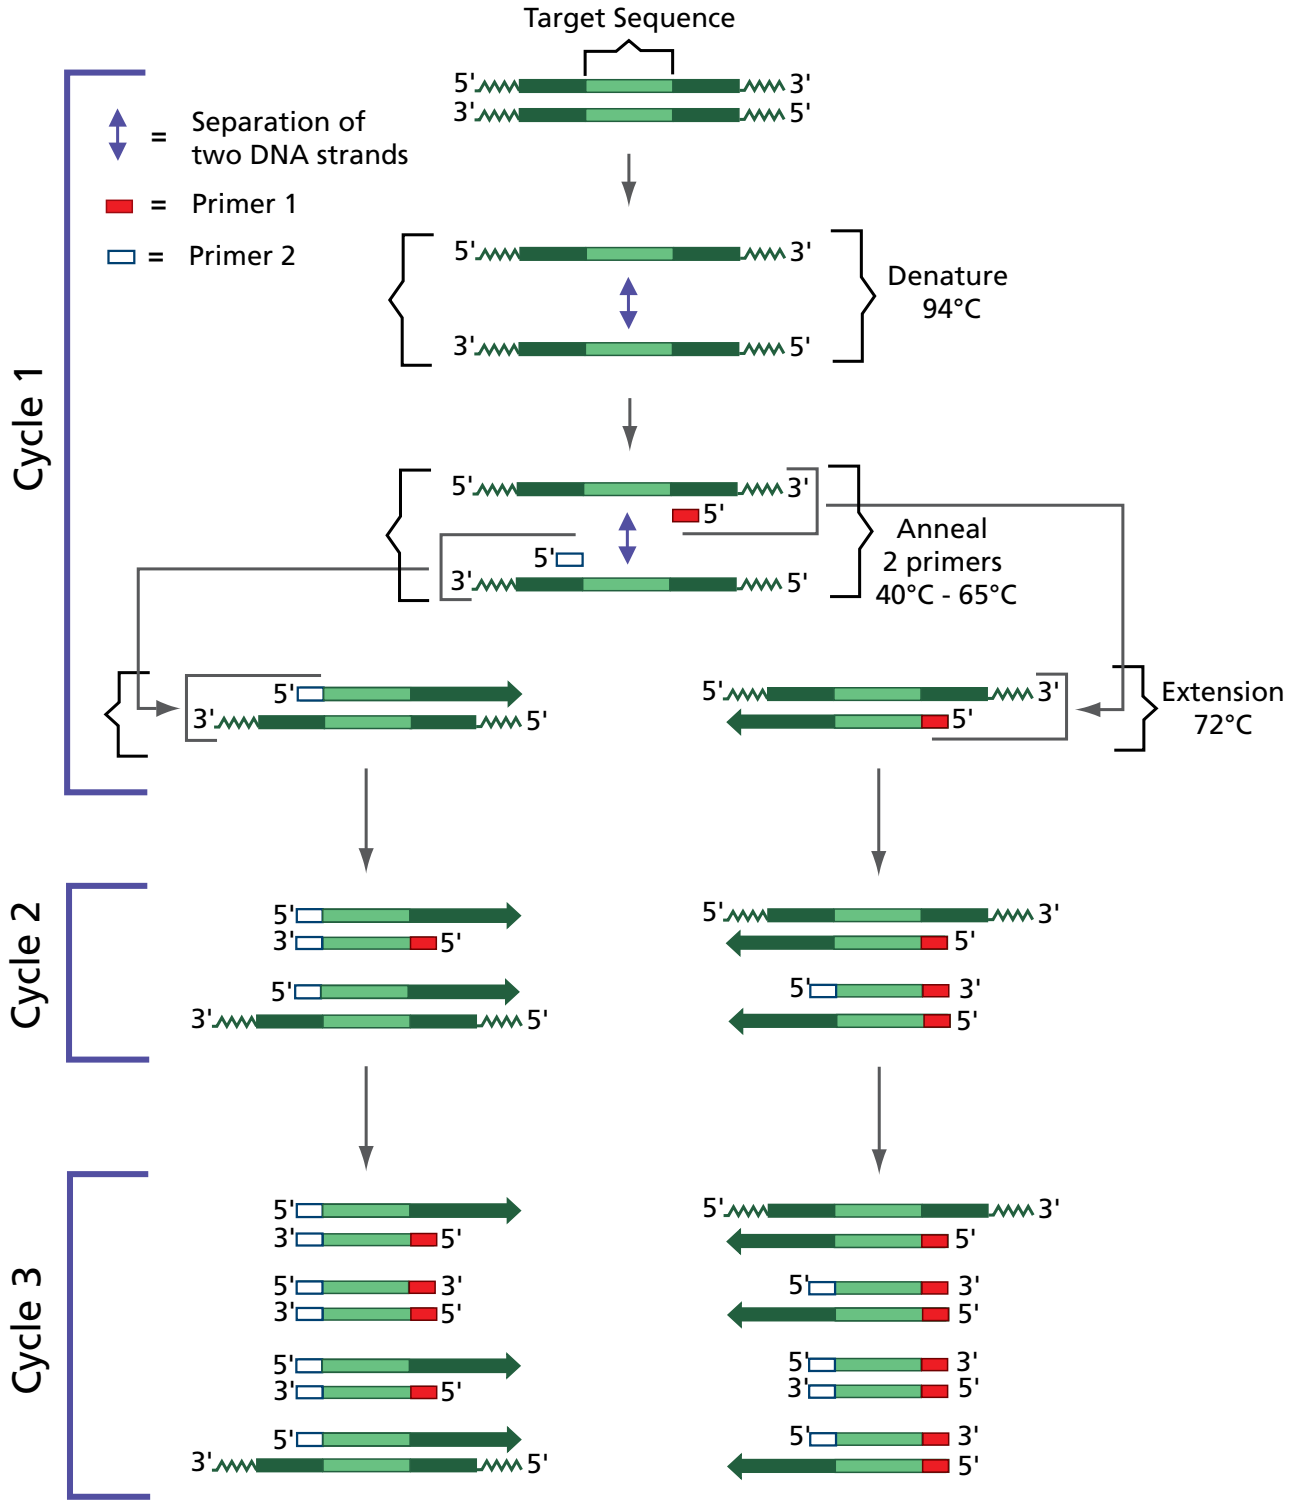 Target Sequence
5' 3'
3' 5'
= Separation of
two DNA strands
= Primer 1
= Primer 2
5' 3'
Denature
94°C
3' 5'
Cycle 1
5' 3'
5'
Anneal
2 primers
40°C - 65°C
5'
3' 5'
5'
3' 5'
5' 3'
5'
Extension
72°C
Cycle 2
5'
3' 5'
5'
3' 5'
5' 3'
5'
5' 3'
5'
Cycle 3
5'
3' 5'
5' 3'
3' 5'
5'
3' 5'
5'
3' 5'
5' 3'
5'
5' 3'
5'
5' 3'
3' 5'
5' 3'
5'